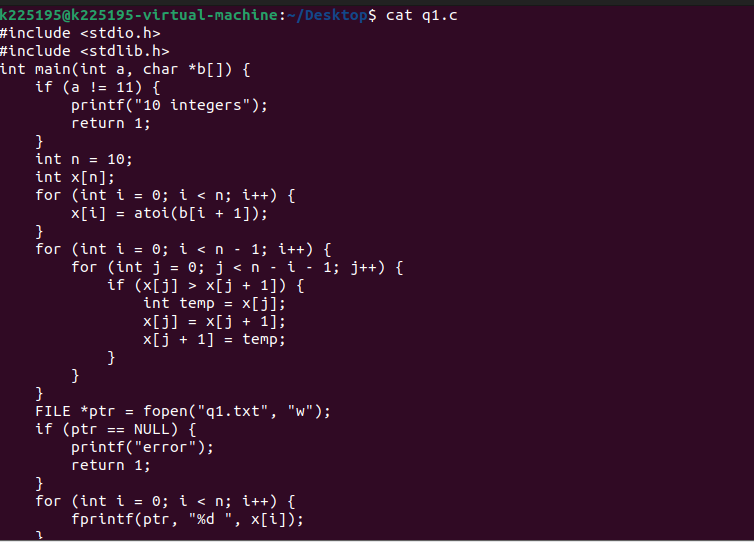 k225195@k225195-virtual-machine:~/Desktop$ cat q1.c
#include <stdio.h>
#include <stdlib.h>
int main(int a, char *b[]) {
    if (a != 11) {
        printf("10 integers");
        return 1;
    }
    int n = 10;
    int x[n];
    for (int i = 0; i < n; i++) {
        x[i] = atoi(b[i + 1]);
    }
    for (int i = 0; i < n - 1; i++) {
        for (int j = 0; j < n - i - 1; j++) {
            if (x[j] > x[j + 1]) {
                int temp = x[j];
                x[j] = x[j + 1];
                x[j + 1] = temp;
            }
        }
    }
    FILE *ptr = fopen("q1.txt", "w");
    if (ptr == NULL) {
        printf("error");
        return 1;
    }
    for (int i = 0; i < n; i++) {
        fprintf(ptr, "%d ", x[i]);
    }